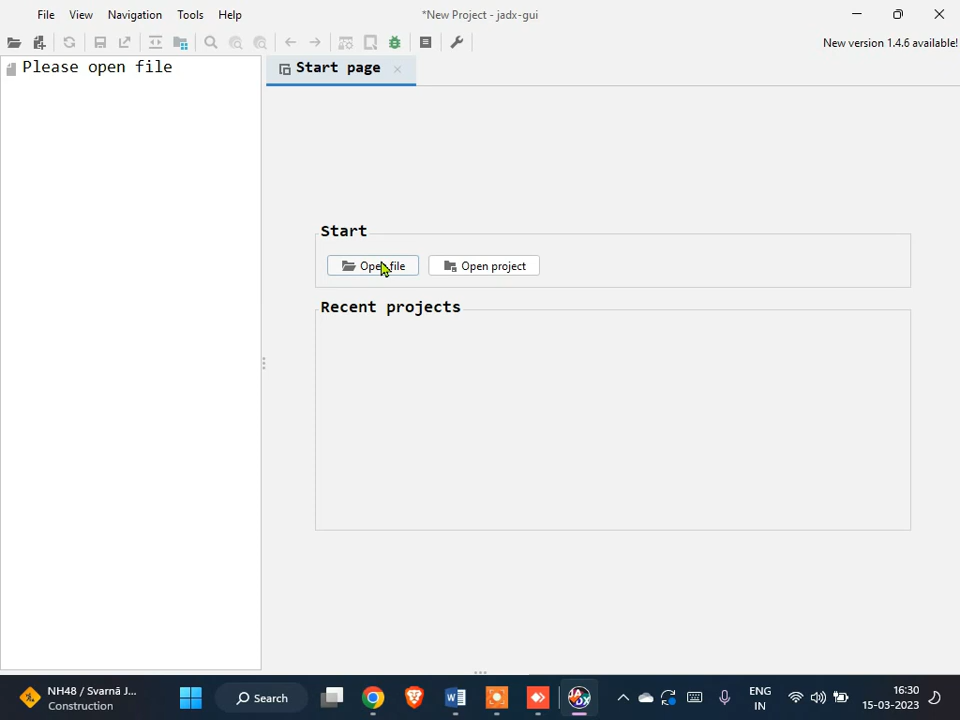 File View Navigation Tools Help *New Project - jadx-gui
New version 1.4.6 available!
Please open file
Start page
Start
Open file Open project
Recent projects
NH48 / Svarnā J...
Construction
Search
ENG
IN
16:30
15-03-2023